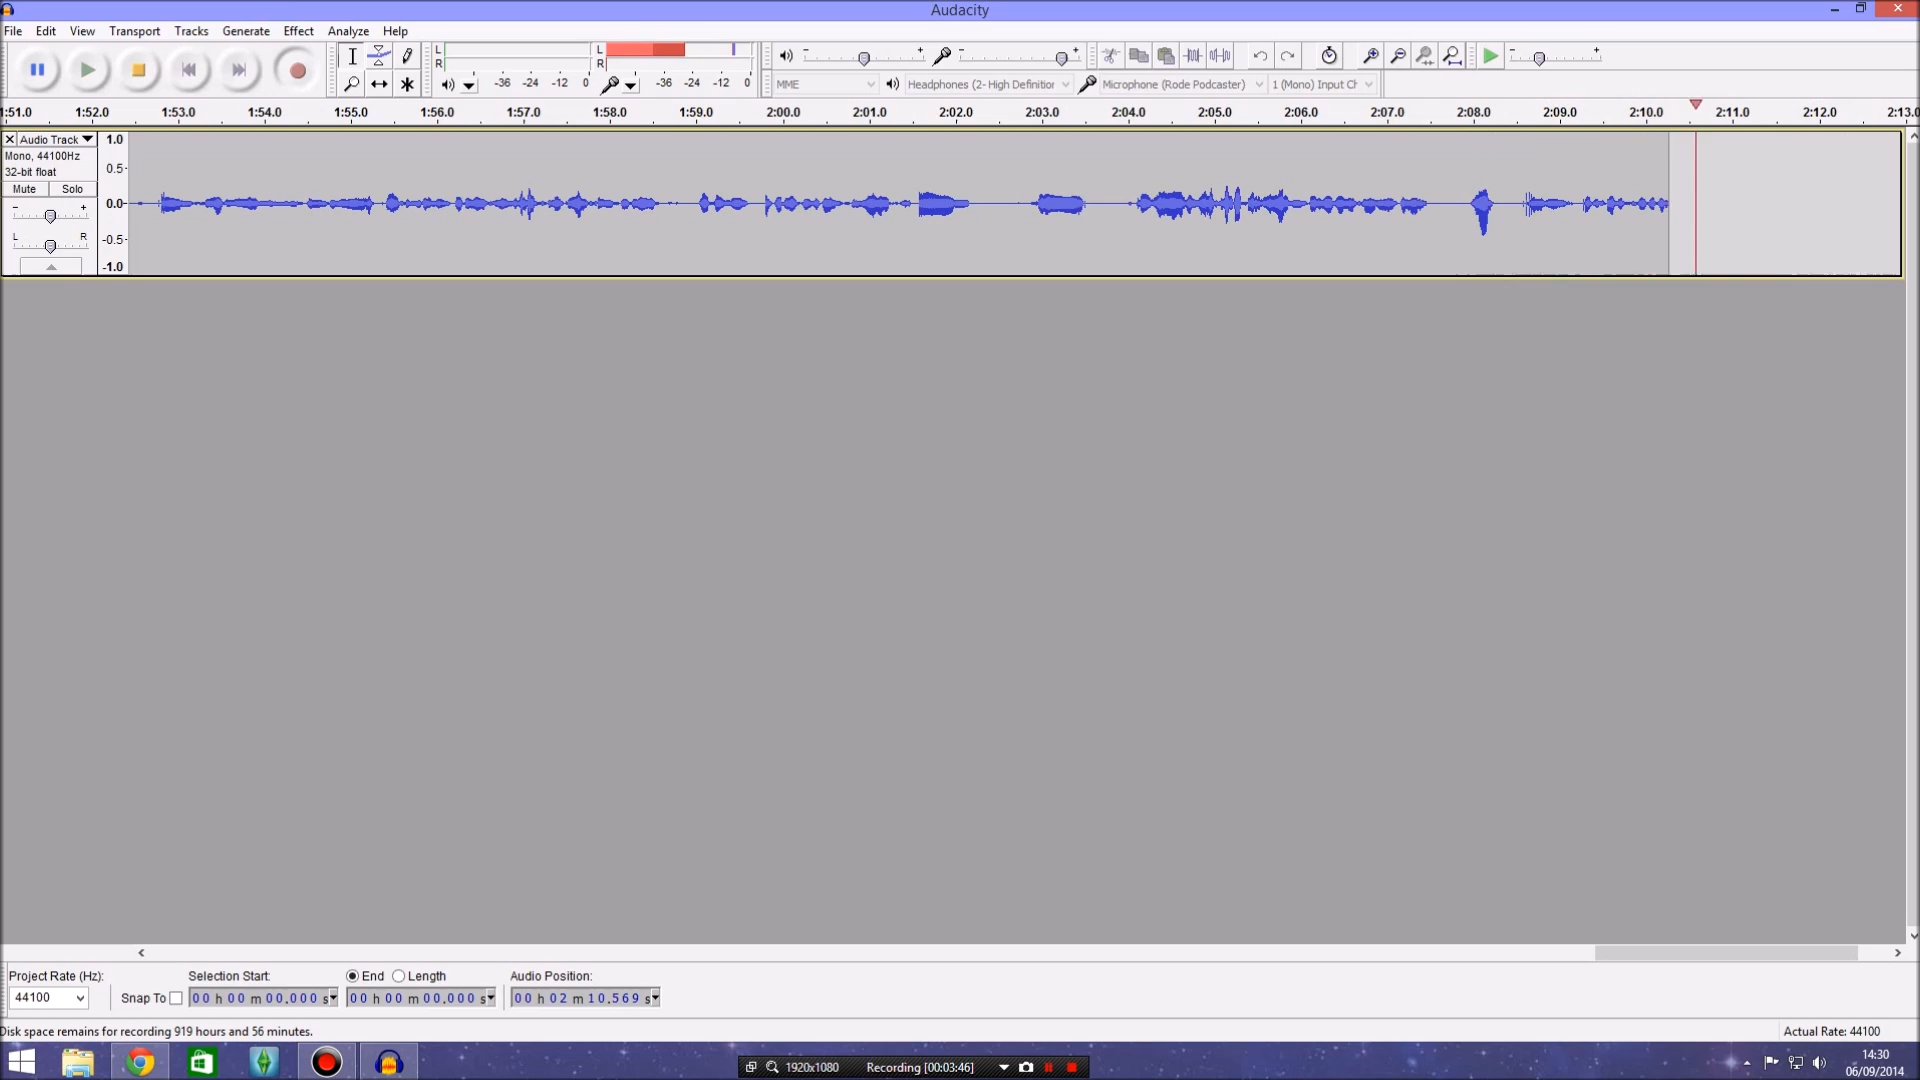 Audacity
File Edit View Transport Tracks Generate Effect Analyze Help
L R -36 -24 -12 0
L R -36 -24 -12 0
MME Headphones (2- High Definition Microphone (Rode Podcaster) 1 (Mono) Input Ch
1:51.0 1:52.0 1:53.0 1:54.0 1:55.0 1:56.0 1:57.0 1:58.0 1:59.0 2:00.0 2:01.0 2:02.0 2:03.0 2:04.0 2:05.0 2:06.0 2:07.0 2:08.0 2:09.0 2:10.0 2:11.0 2:12.0 2:13.0
Audio Track
Mono, 44100Hz
32-bit float
Mute Solo
- +
L R
1.0
0.5
0.0
-0.5
-1.0
Project Rate (Hz): Selection Start: End Length Audio Position:
44100 Snap To 00 h 00 m 00.000 s 00 h 00 m 00.000 s 00 h 02 m 10.569 s
Disk space remains for recording 919 hours and 56 minutes. Actual Rate: 44100
1920x1080 Recording [00:03:46]
14:30
06/09/2014